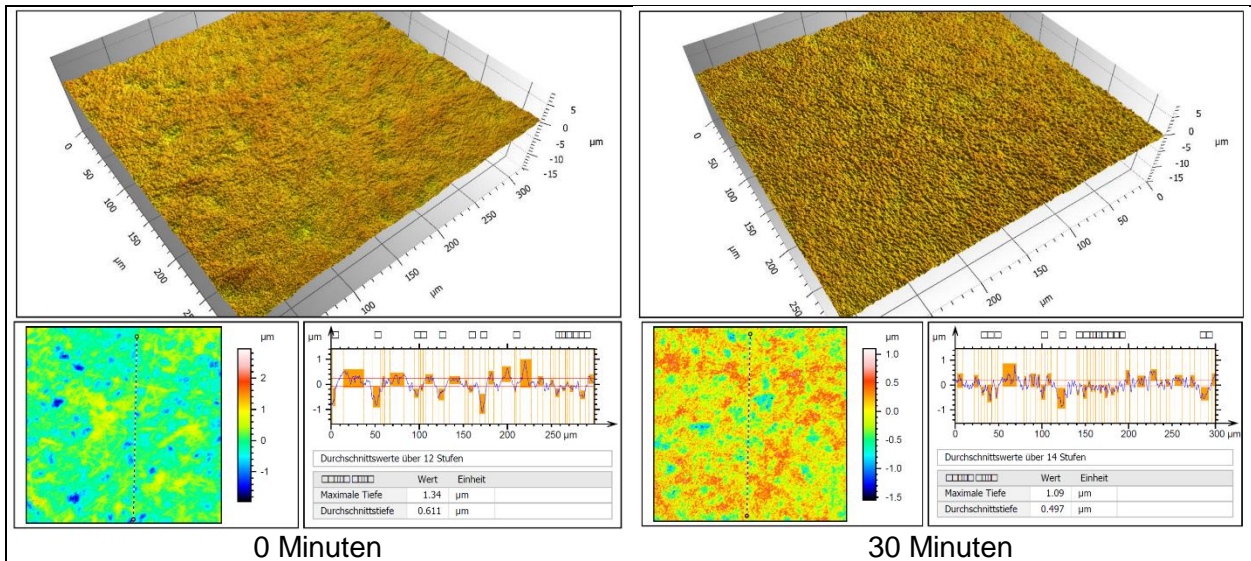 0
50
100
150
200
25
µm
100
150
200
250
300
µm
5
0
-5
-10
-15
µm
0
50
100
150
200
250
µm
200
150
100
50
0
µm
5
0
-5
-10
-15
µm
µm
2
1
0
-1
µm
1
0
-1
0 50 100 150 200 250 µm
Durchschnittswerte über 12 Stufen
Wert Einheit
Maximale Tiefe 1.34 µm
Durchschnittstiefe 0.611 µm
µm
1.0
0.5
0.0
-0.5
-1.0
-1.5
µm
1
0
-1
0 50 100 150 200 250 300
µm
Durchschnittswerte über 14 Stufen
Wert Einheit
Maximale Tiefe 1.09 µm
Durchschnittstiefe 0.497 µm
0 Minuten
30 Minuten